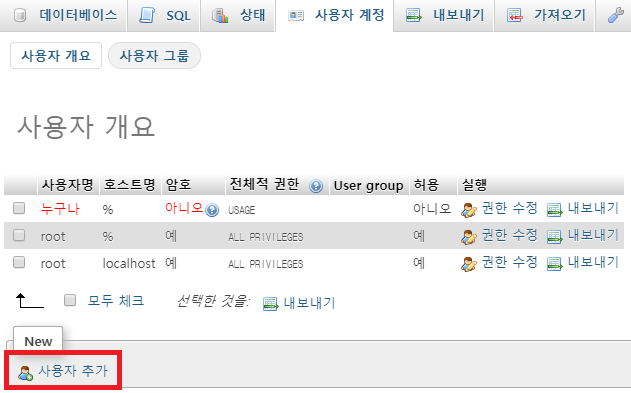 데이터베이스 SQL 상태 사용자 계정 내보내기 가져오기
사용자 개요 사용자 그룹
사용자 개요
사용자명 호스트명 암호 전체적 권한 User group 허용 실행
누구나 % 아니오 USAGE 아니오 권한 수정 내보내기
root % 예 ALL PRIVILEGES 예 권한 수정 내보내기
root localhost 예 ALL PRIVILEGES 예 권한 수정 내보내기
모두 체크 선택한 것을: 내보내기
New
사용자 추가